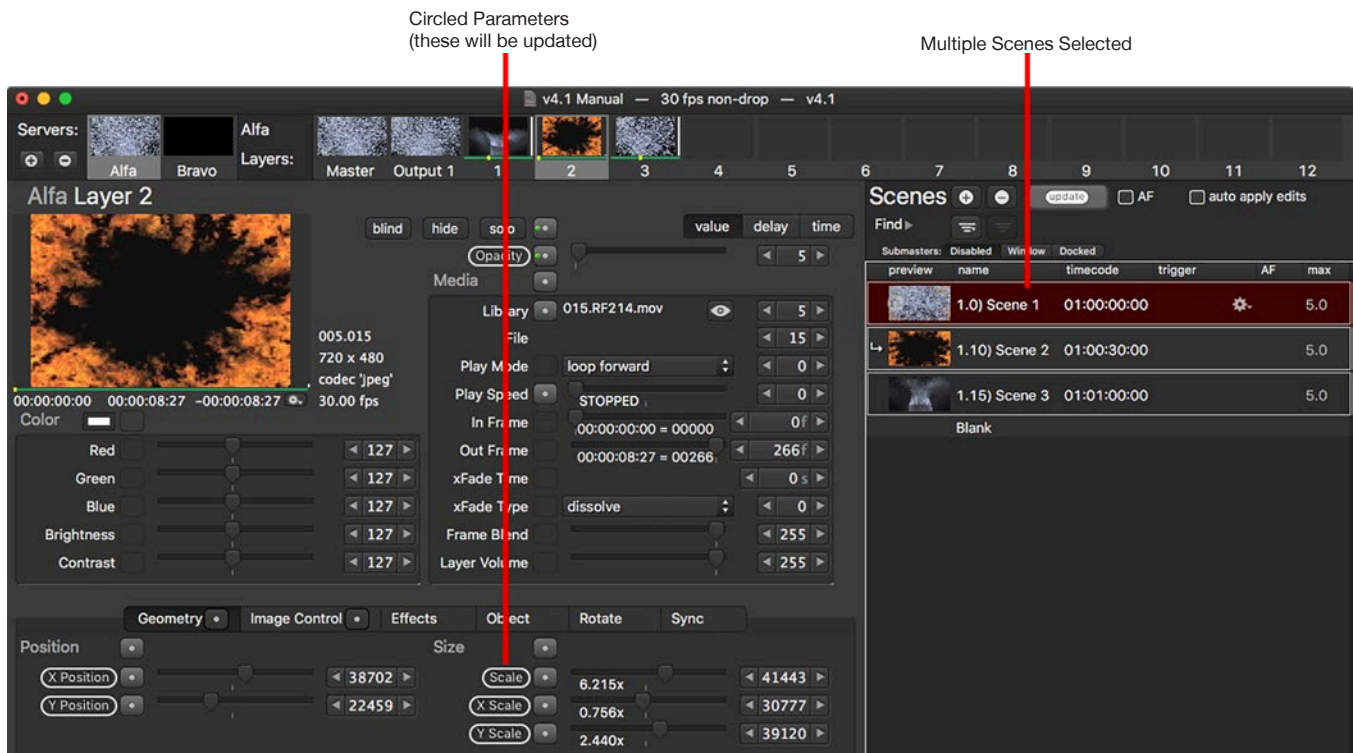 Circled Parameters
(these will be updated)
Multiple Scenes Selected
v4.1 Manual — 30 fps non-drop — v4.1
Servers:
Alfa
Bravo
Alfa
Layers:
Master
Output 1
1
2
3
4
5
6
7
8
9
10
11
12
Alfa Layer 2
blind
hide
solo
value
delay
time
Opacity
5
Media
Library
015.RF214.mov
5
File
15
Play Mode
loop forward
0
Play Speed
STOPPED
0
In Frame
00:00:00:00 = 00000
0f
Out Frame
00:00:08:27 = 00266
266f
xFade Time
0 s
xFade Type
dissolve
0
Frame Blend
255
Layer Volume
255
005.015
720 x 480
codec 'jpeg'
30.00 fps
00:00:00:00 00:00:08:27 -00:00:08:27
Color
Red
127
Green
127
Blue
127
Brightness
127
Contrast
127
Geometry
Image Control
Effects
Object
Rotate
Sync
Position
X Position
38702
Y Position
22459
Size
Scale
6.215x
41443
X Scale
0.756x
30777
Y Scale
2.440x
39120
Scenes
update
AF
auto apply edits
Find
Submasters: Disabled Window Docked
preview name timecode trigger AF max
1.0) Scene 1 01:00:00:00 5.0
1.10) Scene 2 01:00:30:00 5.0
1.15) Scene 3 01:01:00:00 5.0
Blank